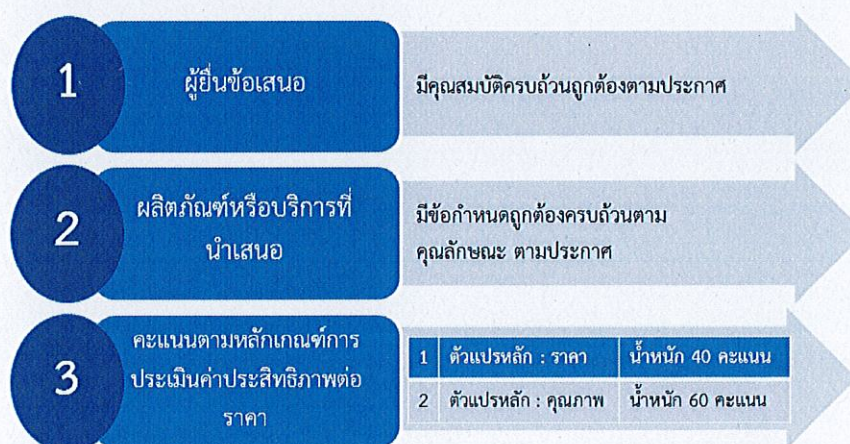 1
ผู้ยื่นข้อเสนอ
มีคุณสมบัติครบถ้วนถูกต้องตามประกาศ
2
ผลิตภัณฑ์หรือบริการที่
นำเสนอ
มีข้อกำหนดถูกต้องครบถ้วนตาม
คุณลักษณะ ตามประกาศ
3
คะแนนตามหลักเกณฑ์การ
ประเมินค่าประสิทธิภาพต่อ
ราคา
1 ตัวแปรหลัก : ราคา น้ำหนัก 40 คะแนน
2 ตัวแปรหลัก : คุณภาพ น้ำหนัก 60 คะแนน